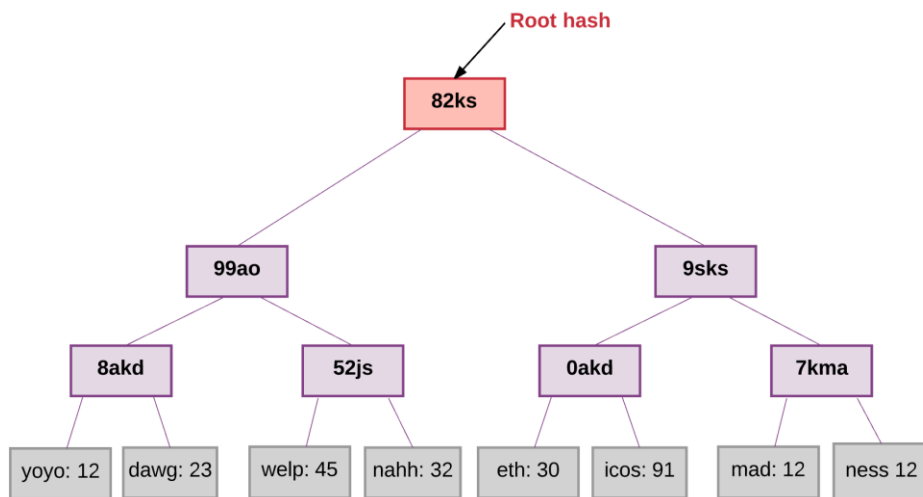 Root hash
82ks
99ao
9sks
8akd
52js
0akd
7kma
yoyo: 12
dawg: 23
welp: 45
nahh: 32
eth: 30
icos: 91
mad: 12
ness 12